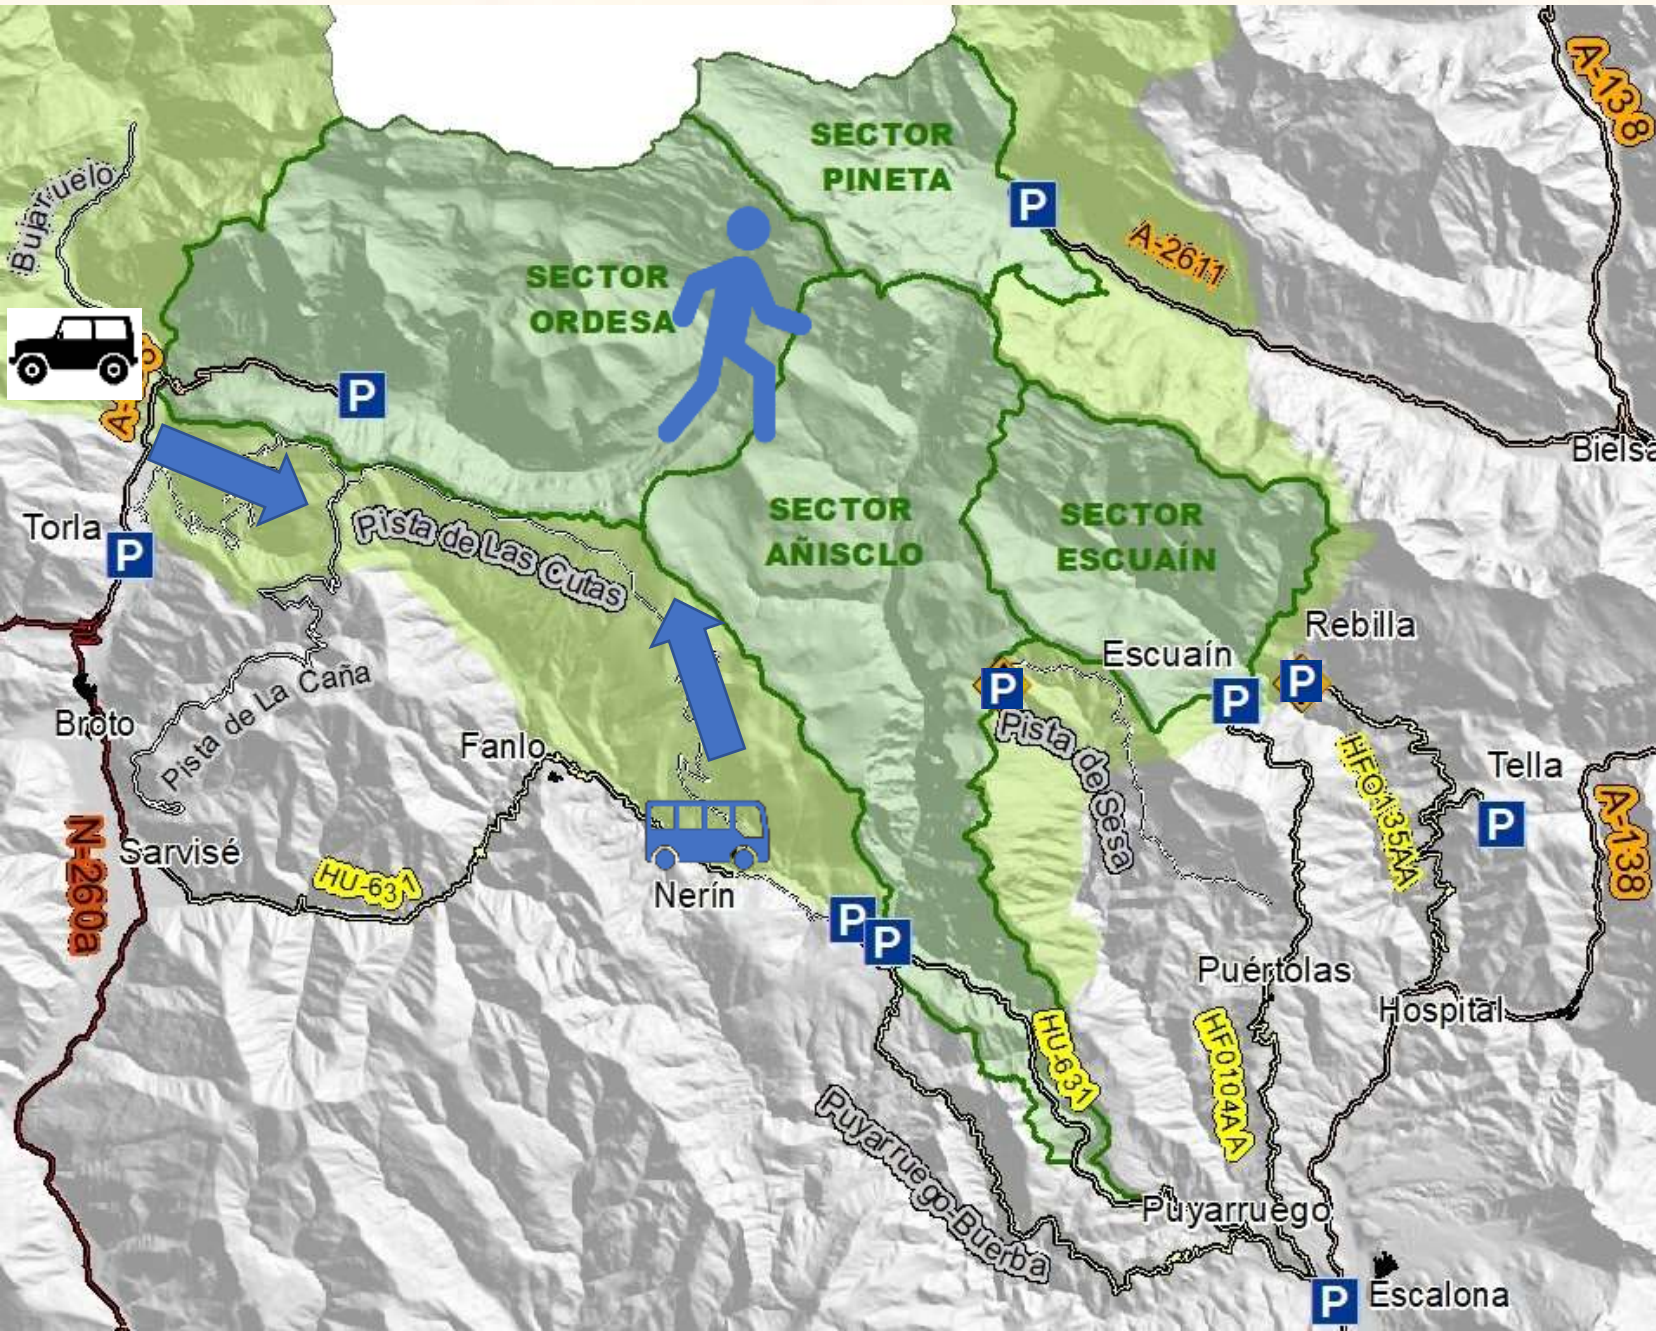 A-138
SECTOR
PINETA
Bujaruelo
P
A-2611
SECTOR
ORDESA
P
Bielsa
Torla
P
Pista de Las Cutas
SECTOR
AÑISCLO
SECTOR
ESCUAÍN
Rebilla
Escuaín
P
P
P
Pista de La Caña
Broto
Fanlo
Pista de Sesa
HFO135AA
Tella
P
A-138
N-260a
Sarvisé
HU-631
Nerín
P
P
Puértolas
Hospital
HU-631
HF0104AA
Puyarruego-Buerba
Puyarruego
P
Escalona